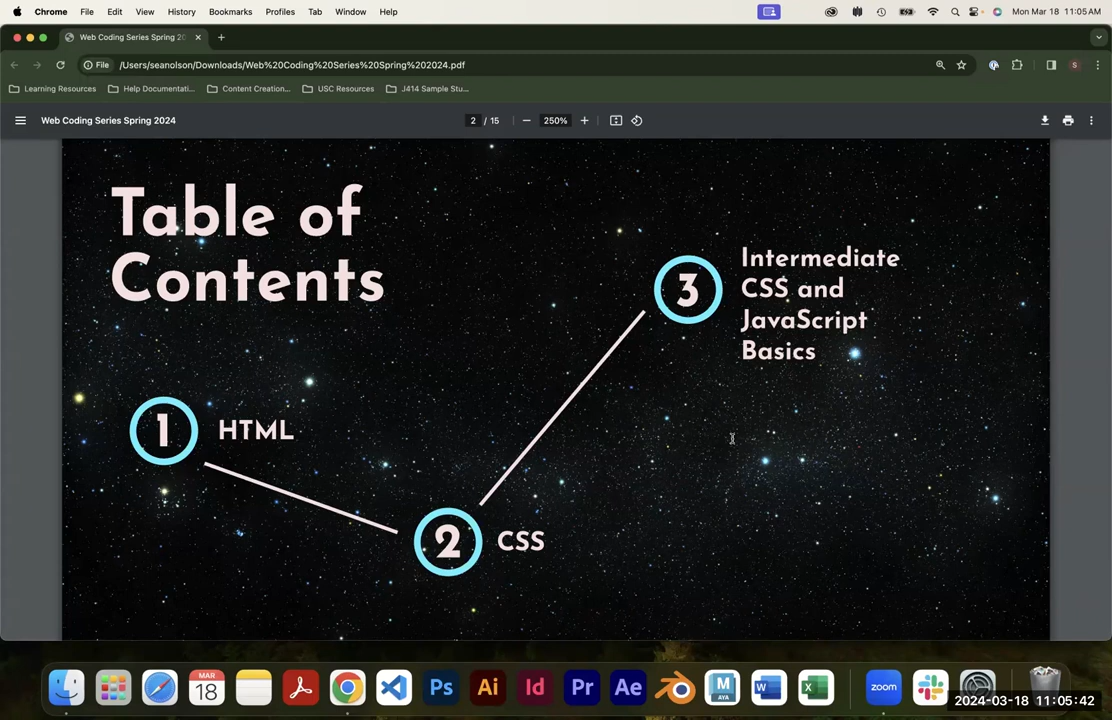 Chrome File Edit View History Bookmarks Profiles Tab Window Help Mon Mar 18 11:05 AM
Web Coding Series Spring 20
File /Users/seanolson/Downloads/Web%20Coding%20Series%20Spring%202024.pdf S
Learning Resources Help Documentati... Content Creation... USC Resources J414 Sample Stu...
Web Coding Series Spring 2024 2 / 15 250%
Table of
Contents
3
Intermediate
CSS and
JavaScript
Basics
1 HTML
2 CSS
MAR
18 Ps Ai Id Pr Ae M W X zoom
MAYA
2024-03-18 11:05:42